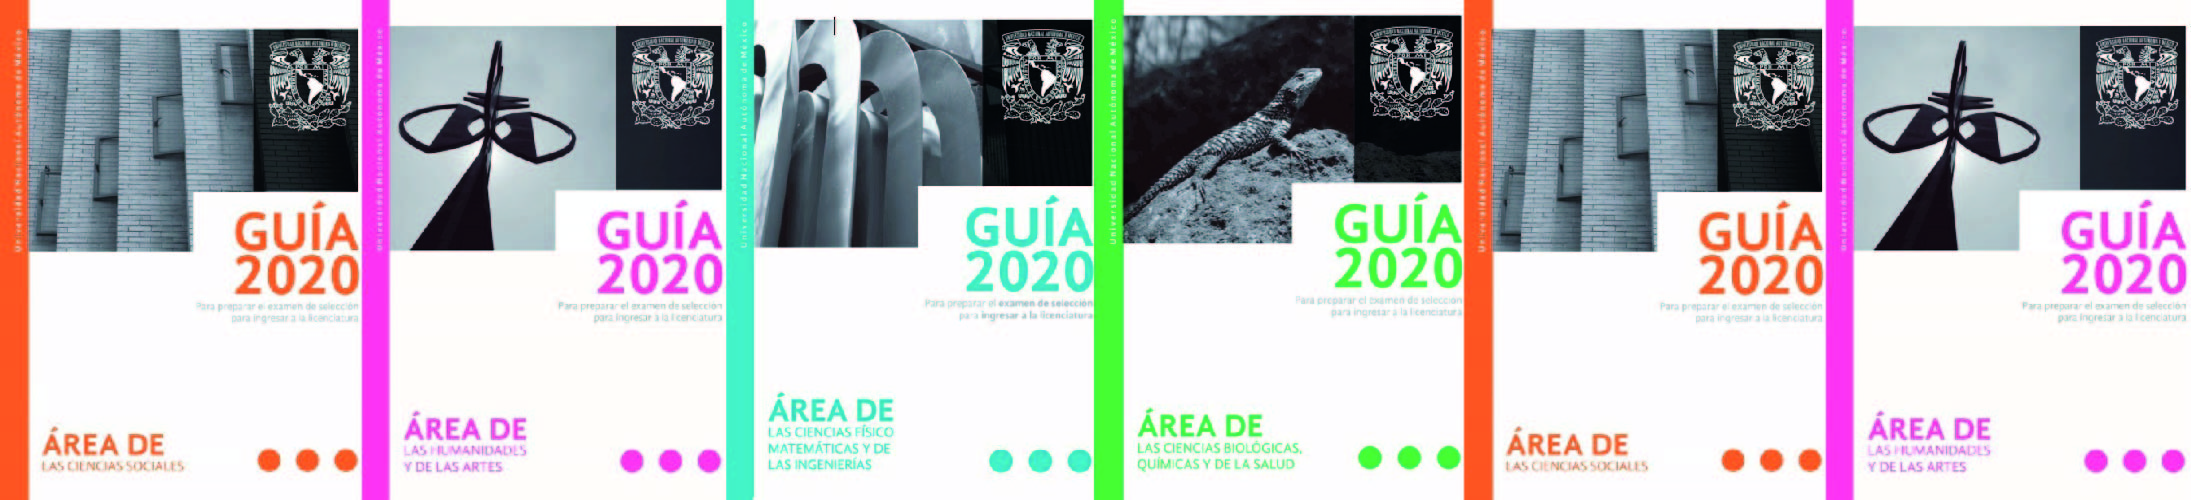 Universidad Nacional Autónoma de México
GUÍA
2020
Para preparar el examen de selección
para ingresar a la licenciatura
ÁREA DE
LAS CIENCIAS SOCIALES
Universidad Nacional Autónoma de México
GUÍA
2020
Para preparar el examen de selección
para ingresar a la licenciatura
ÁREA DE
LAS HUMANIDADES
Y DE LAS ARTES
Universidad Nacional Autónoma de México
GUÍA
2020
Para preparar el examen de selección
para ingresar a la licenciatura
ÁREA DE
LAS CIENCIAS FÍSICO
MATEMÁTICAS Y DE
LAS INGENIERÍAS
Universidad Nacional Autónoma de México
GUÍA
2020
Para preparar el examen de selección
para ingresar a la licenciatura
ÁREA DE
LAS CIENCIAS BIOLÓGICAS,
QUÍMICAS Y DE LA SALUD
Universidad Nacional Autónoma de México
GUÍA
2020
Para preparar el examen de selección
para ingresar a la licenciatura
ÁREA DE
LAS CIENCIAS SOCIALES
Universidad Nacional Autónoma de México
GUÍA
2020
Para preparar el examen de selección
para ingresar a la licenciatura
ÁREA DE
LAS HUMANIDADES
Y DE LAS ARTES